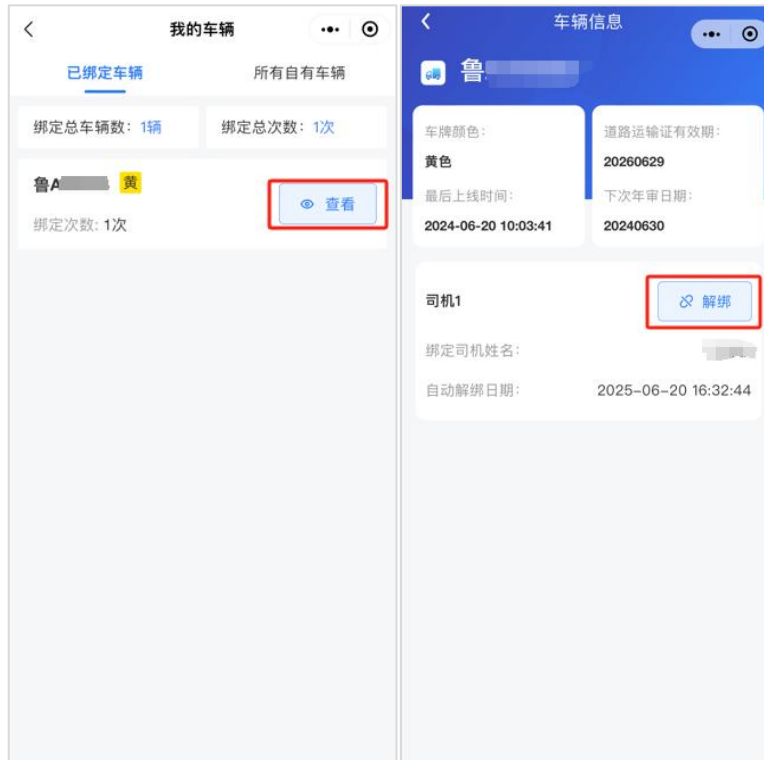 我的车辆
已绑定车辆 所有自有车辆
绑定总车辆数：1辆 绑定总次数：1次
鲁A 黄
查看
绑定次数: 1次
车辆信息
鲁
车牌颜色： 道路运输证有效期：
黄色 20260629
最后上线时间： 下次年审日期：
2024-06-20 10:03:41 20240630
司机1 解绑
绑定司机姓名：
自动解绑日期： 2025-06-20 16:32:44